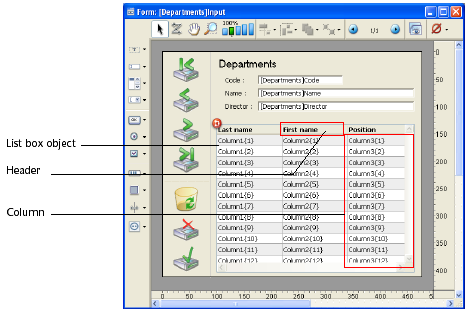 Form: [Departments]Input
100%
1/3
Departments
Code : [Departments]Code
Name : [Departments]Name
Director : [Departments]Director
Last name First name Position
Column1{1} Column2{1} Column3{1}
Column1{2} Column2{2} Column3{2}
Column1{3} Column2{3} Column3{3}
Column1{4} Column2{4} Column3{4}
Column1{5} Column2{5} Column3{5}
Column1{6} Column2{6} Column3{6}
Column1{7} Column2{7} Column3{7}
Column1{8} Column2{8} Column3{8}
Column1{9} Column2{9} Column3{9}
Column1{10} Column2{10} Column3{10}
Column1{11} Column2{11} Column3{11}
Column1{12} Column2{12} Column3{12}
List box object
Header
Column
0
50
100
150
200
250
300
350
400
0 50 100 150 200 250 300 350 400 460 5